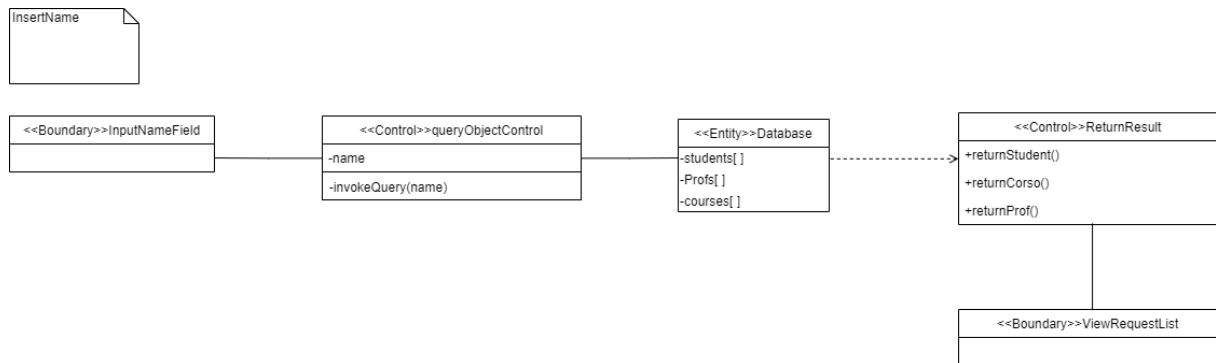 InsertName
<<Boundary>>InputNameField
<<Control>>queryObjectControl
-name
-invokeQuery(name)
<<Entity>>Database
-students[ ]
-Profs[ ]
-courses[ ]
<<Control>>ReturnResult
+returnStudent()
+returnCorso()
+returnProf()
<<Boundary>>ViewRequestList